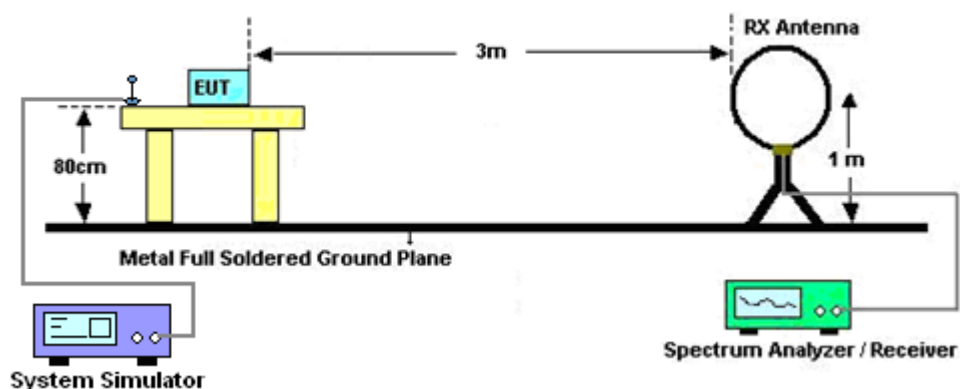 RX Antenna
3m
EUT
80cm
1 m
Metal Full Soldered Ground Plane
Spectrum Analyzer / Receiver
System Simulator